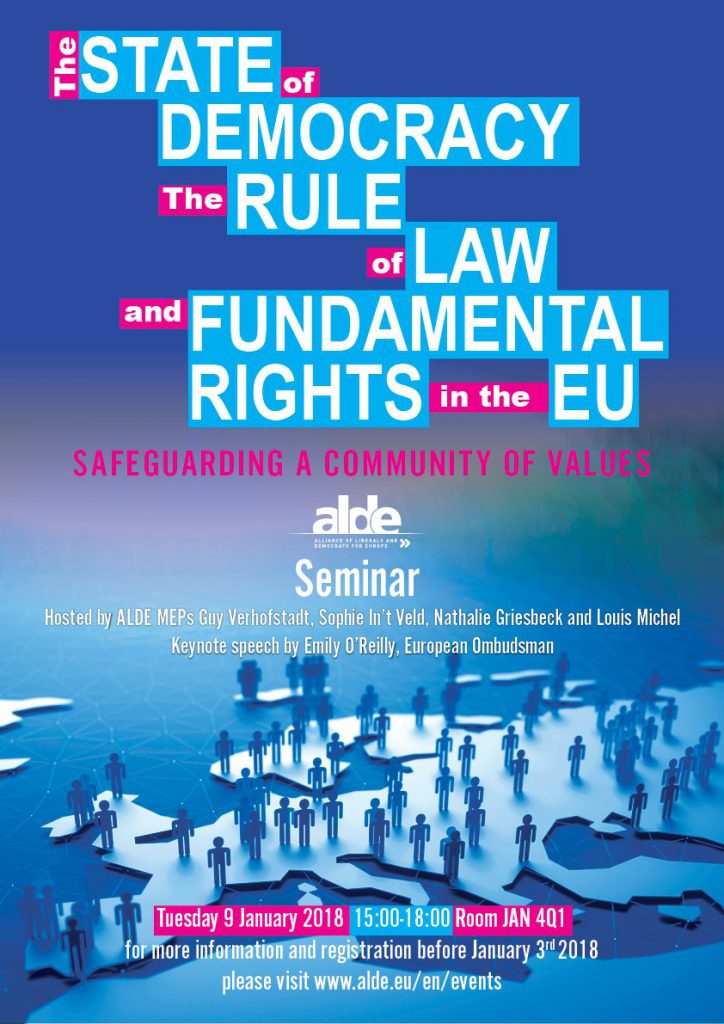 The STATE of
DEMOCRACY
The RULE
of LAW
and FUNDAMENTAL
RIGHTS in the EU
SAFEGUARDING A COMMUNITY OF VALUES
alde
ALLIANCE OF LIBERALS AND
DEMOCRATS FOR EUROPE
Seminar
Hosted by ALDE MEPs Guy Verhofstadt, Sophie In't Veld, Nathalie Griesbeck and Louis Michel
Keynote speech by Emily O'Reilly, European Ombudsman
Tuesday 9 January 2018 15:00-18:00 Room JAN 4Q1
for more information and registration before January 3rd 2018
please visit www.alde.eu/en/events